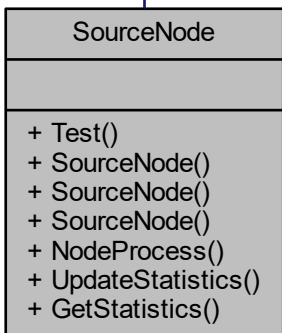 SourceNode
+ Test()
+ SourceNode()
+ SourceNode()
+ SourceNode()
+ NodeProcess()
+ UpdateStatistics()
+ GetStatistics()